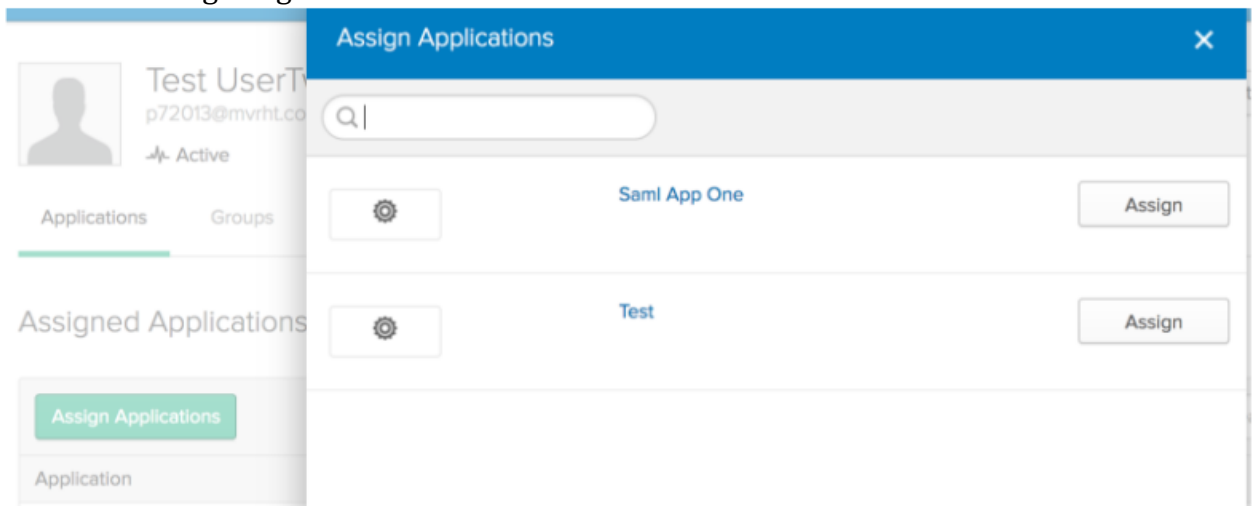 Assign Applications
Test UserT
p72013@mvrht.co
Active
Applications Groups
Saml App One Assign
Assigned Applications
Test Assign
Assign Applications
Application